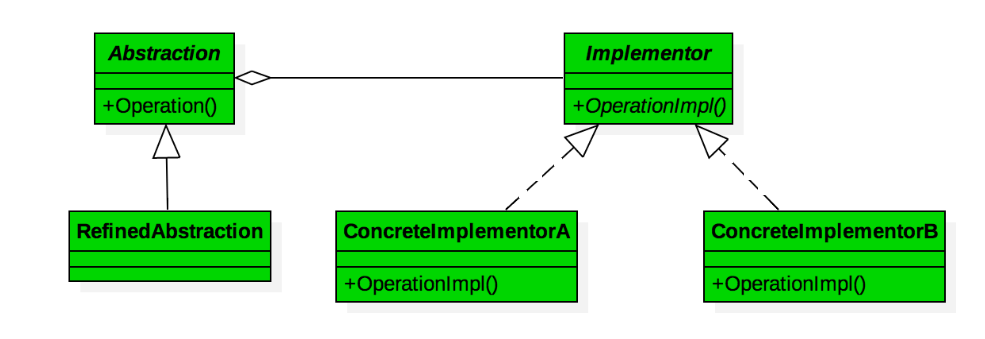 Abstraction
+Operation()
Implementor
+OperationImpl()
RefinedAbstraction
ConcreteImplementorA
+OperationImpl()
ConcreteImplementorB
+OperationImpl()